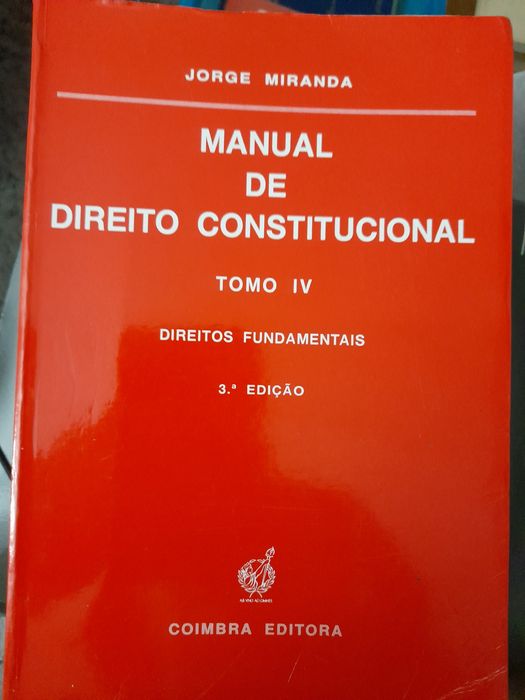 JORGE MIRANDA
MANUAL
DE
DIREITO CONSTITUCIONAL
TOMO IV
DIREITOS FUNDAMENTAIS
3.ª EDIÇÃO
COIMBRA EDITORA